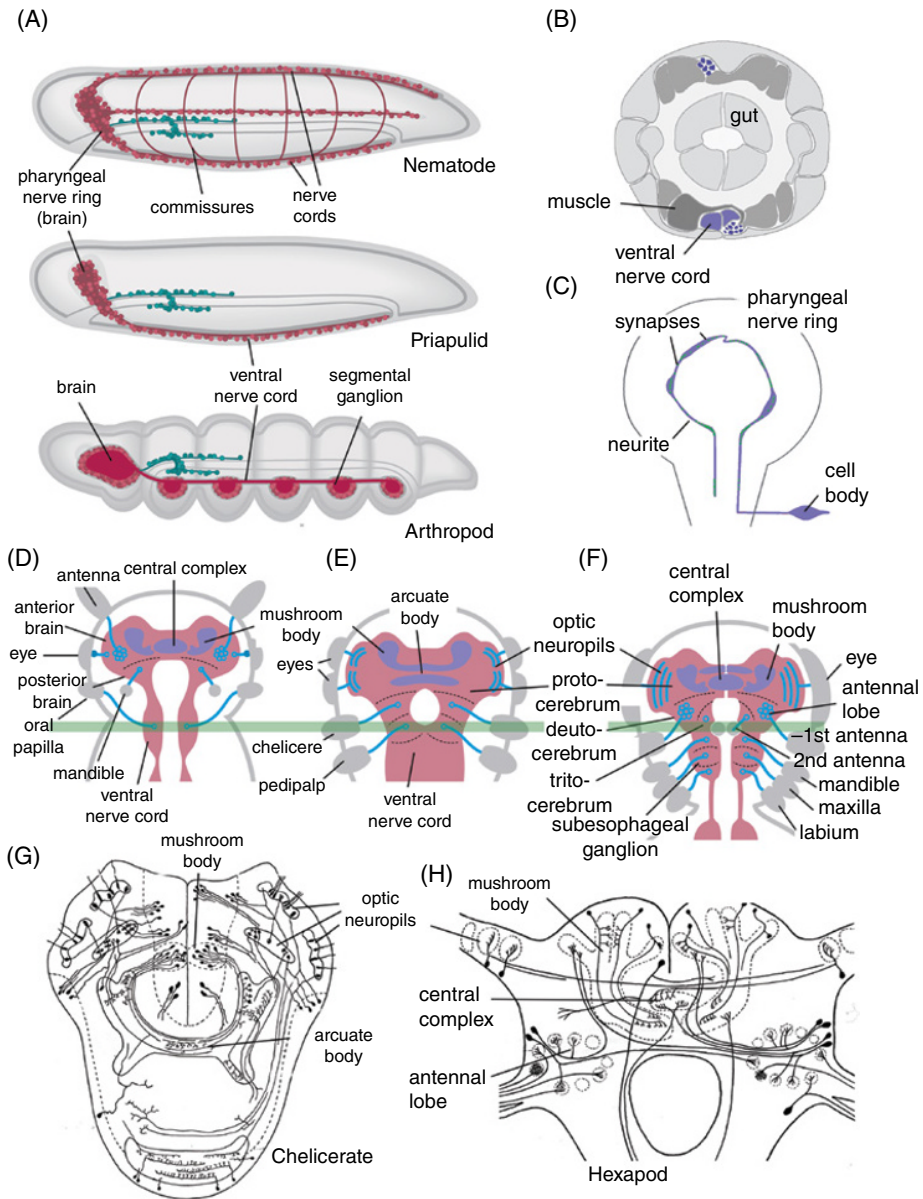 (A)
Nematode
pharyngeal
nerve ring
(brain)
commissures
nerve
cords
Priapulid
brain
ventral
nerve cord
segmental
ganglion
Arthropod
(B)
gut
muscle
ventral
nerve cord
(C)
pharyngeal
nerve ring
synapses
neurite
cell
body
(D)
antenna
central complex
anterior
brain
mushroom
body
eye
posterior
brain
oral
papilla
mandible
ventral
nerve cord
(E)
arcuate
body
optic
neuropils
eyes
proto-
cerebrum
deuto-
cerebrum
chelicere
trito-
cerebrum
pedipalp
ventral
nerve cord
subesophageal
ganglion
(F)
central
complex
mushroom
body
eye
antennal
lobe
–1st antenna
2nd antenna
mandible
maxilla
labium
(G)
mushroom
body
optic
neuropils
arcuate
body
Chelicerate
(H)
mushroom
body
central
complex
antennal
lobe
Hexapod